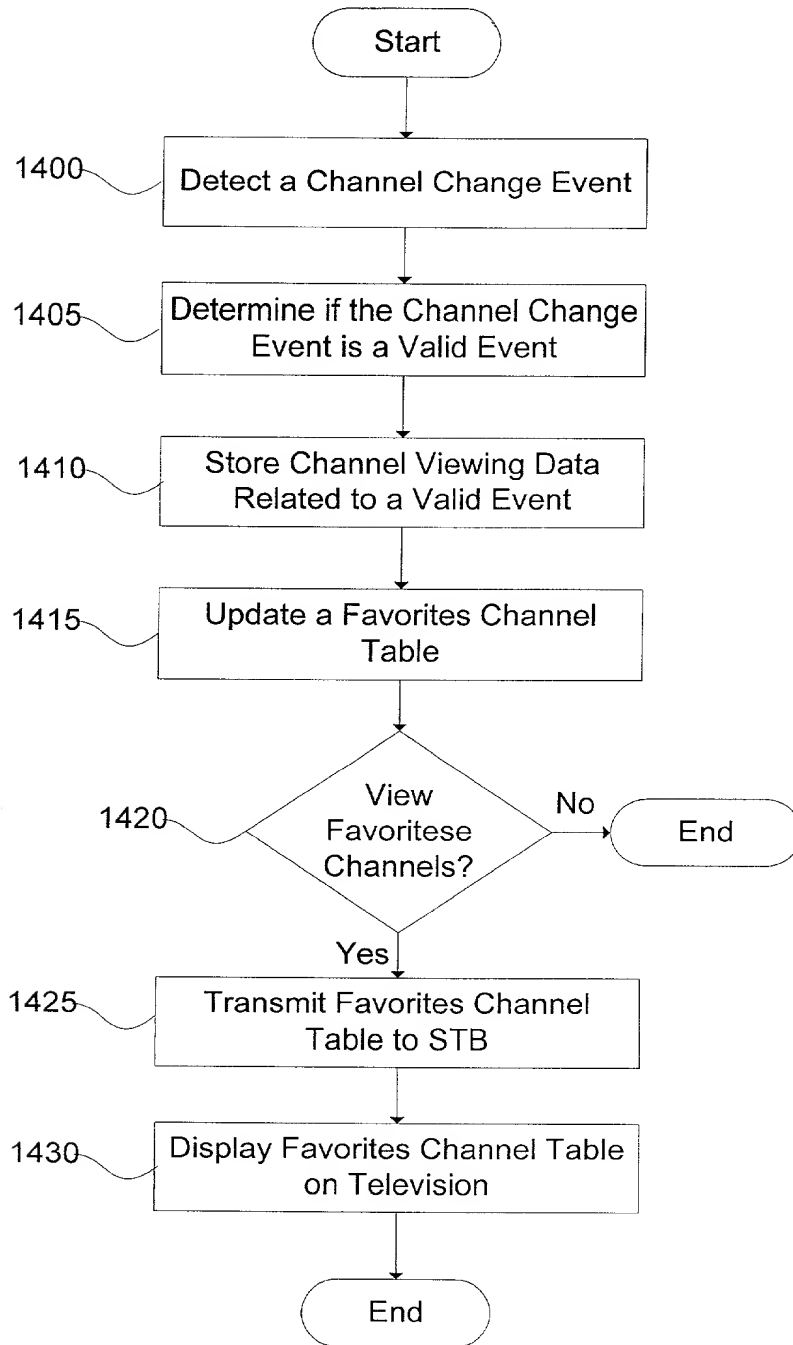 Start
1400
Detect a Channel Change Event
1405
Determine if the Channel Change
Event is a Valid Event
1410
Store Channel Viewing Data
Related to a Valid Event
1415
Update a Favorites Channel
Table
1420
View
Favoritese
Channels?
No
End
Yes
1425
Transmit Favorites Channel
Table to STB
1430
Display Favorites Channel Table
on Television
End